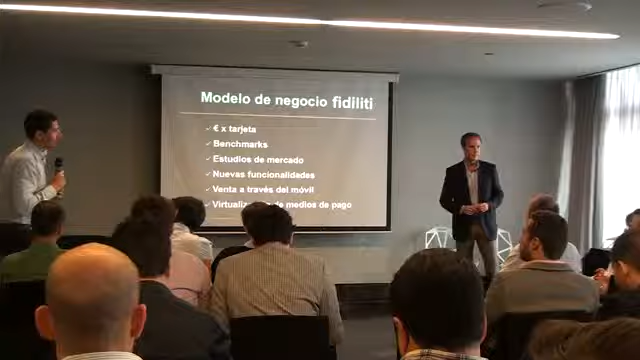 Modelo de negocio fidiliti
✓ € x tarjeta
✓ Benchmarks
✓ Estudios de mercado
✓ Nuevas funcionalidades
✓ Venta a través del móvil
✓ de medios de pago